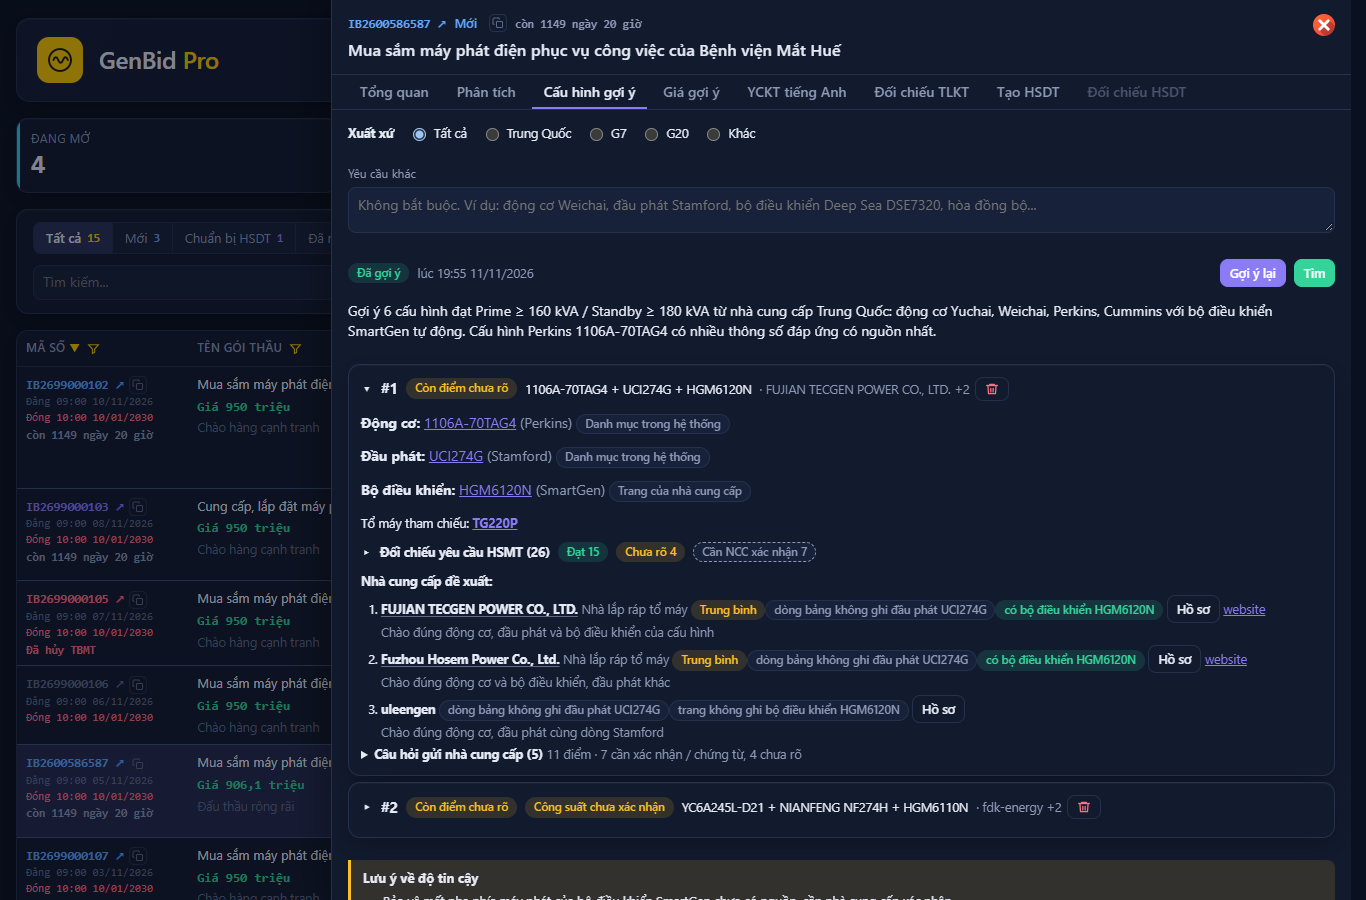 GenBid Pro
ĐANG MỞ
4
Tất cả 15 Mới 3 Chuẩn bị HSDT 1 Đã
Tìm kiếm...
MÃ SỐ TÊN GÓI THẦU
IB2699000102
Đăng 09:00 10/11/2026
Đóng 10:00 10/01/2030
còn 1149 ngày 20 giờ
Mua sắm máy phát điện
Giá 950 triệu
Chào hàng cạnh tranh
IB2699000103
Đăng 09:00 08/11/2026
Đóng 10:00 10/01/2030
còn 1149 ngày 20 giờ
Cung cấp, lắp đặt máy
Giá 950 triệu
Chào hàng cạnh tranh
IB2699000105
Đăng 09:00 07/11/2026
Đóng 10:00 10/01/2030
Đã hủy TBMT
Mua sắm máy phát điện
Giá 950 triệu
Chào hàng cạnh tranh
IB2699000106
Đăng 09:00 06/11/2026
Đóng 10:00 10/01/2030
Mua sắm máy phát điện
Giá 950 triệu
Chào hàng cạnh tranh
IB2600586587
Đăng 09:00 05/11/2026
Đóng 10:00 10/01/2030
còn 1149 ngày 20 giờ
Mua sắm máy phát điện
Giá 906,1 triệu
Đấu thầu rộng rãi
IB2699000107
Đăng 09:00 03/11/2026
Đóng 10:00 10/01/2030
Mua sắm máy phát điện
Giá 950 triệu
Chào hàng cạnh tranh
IB2600586587 ↗ Mới còn 1149 ngày 20 giờ
Mua sắm máy phát điện phục vụ công việc của Bệnh viện Mắt Huế
Tổng quan Phân tích Cấu hình gợi ý Giá gợi ý YCKT tiếng Anh Đối chiếu TLKT Tạo HSDT Đối chiếu HSDT
Xuất xứ Tất cả Trung Quốc G7 G20 Khác
Yêu cầu khác
Không bắt buộc. Ví dụ: động cơ Weichai, đầu phát Stamford, bộ điều khiển Deep Sea DSE7320, hòa đồng bộ...
Đã gợi ý lúc 19:55 11/11/2026 Gợi ý lại Tìm
Gợi ý 6 cấu hình đạt Prime ≥ 160 kVA / Standby ≥ 180 kVA từ nhà cung cấp Trung Quốc: động cơ Yuchai, Weichai, Perkins, Cummins với bộ điều khiển
SmartGen tự động. Cấu hình Perkins 1106A-70TAG4 có nhiều thông số đáp ứng có nguồn nhất.
▾ #1 Còn điểm chưa rõ 1106A-70TAG4 + UCI274G + HGM6120N · FUJIAN TECGEN POWER CO., LTD. +2
Động cơ: 1106A-70TAG4 (Perkins) Danh mục trong hệ thống
Đầu phát: UCI274G (Stamford) Danh mục trong hệ thống
Bộ điều khiển: HGM6120N (SmartGen) Trang của nhà cung cấp
Tổ máy tham chiếu: TG220P
▸ Đối chiếu yêu cầu HSMT (26) Đạt 15 Chưa rõ 4 Cần NCC xác nhận 7
Nhà cung cấp đề xuất:
1. FUJIAN TECGEN POWER CO., LTD. Nhà lắp ráp tổ máy Trung bình dòng bảng không ghi đầu phát UCI274G có bộ điều khiển HGM6120N Hồ sơ website
Chào đúng động cơ, đầu phát và bộ điều khiển của cấu hình
2. Fuzhou Hosem Power Co., Ltd. Nhà lắp ráp tổ máy Trung bình dòng bảng không ghi đầu phát UCI274G có bộ điều khiển HGM6120N Hồ sơ website
Chào đúng động cơ và bộ điều khiển, đầu phát khác
3. uleengen dòng bảng không ghi đầu phát UCI274G trang không ghi bộ điều khiển HGM6120N Hồ sơ
Chào đúng động cơ, đầu phát cùng dòng Stamford
▶ Câu hỏi gửi nhà cung cấp (5) 11 điểm · 7 cần xác nhận / chứng từ, 4 chưa rõ
▸ #2 Còn điểm chưa rõ Công suất chưa xác nhận YC6A245L-D21 + NIANFENG NF274H + HGM6110N · fdk-energy +2
Lưu ý về độ tin cậy